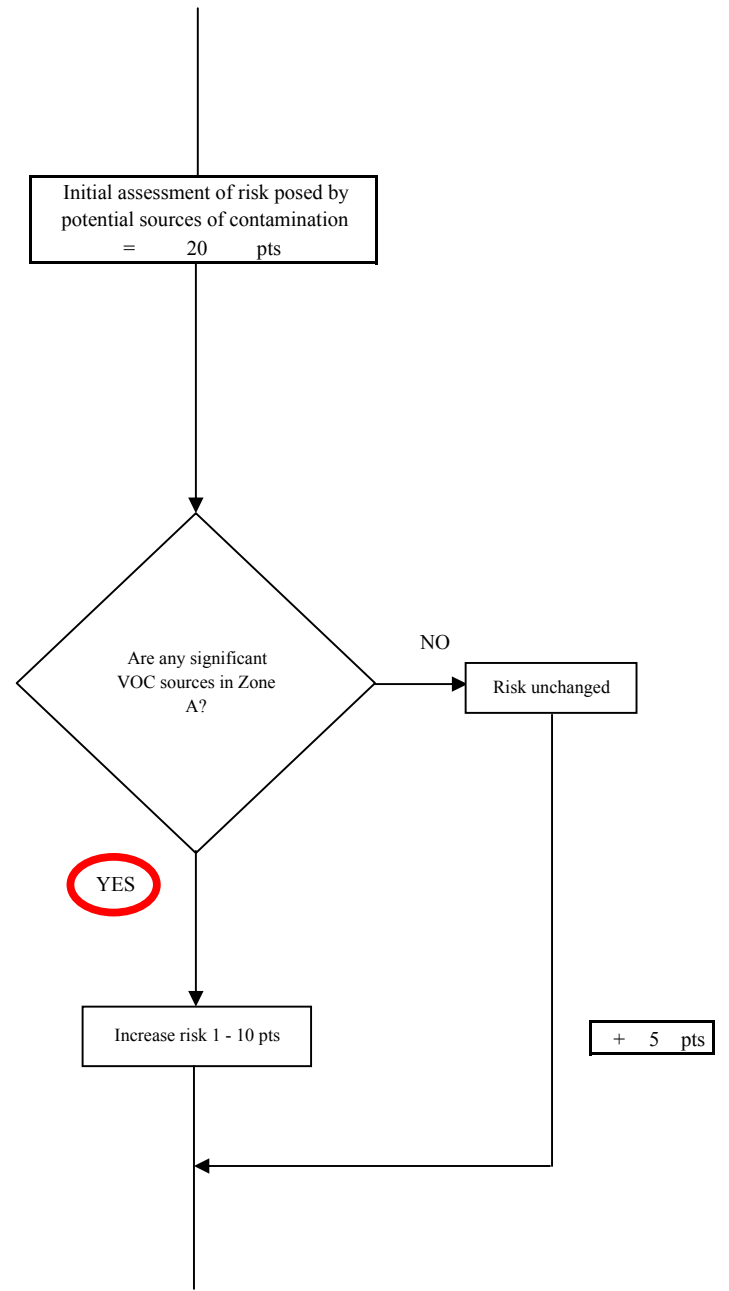 Initial assessment of risk posed by
potential sources of contamination
= 20 pts
Are any significant
VOC sources in Zone
A?
NO
Risk unchanged
YES
Increase risk 1 - 10 pts
+ 5 pts